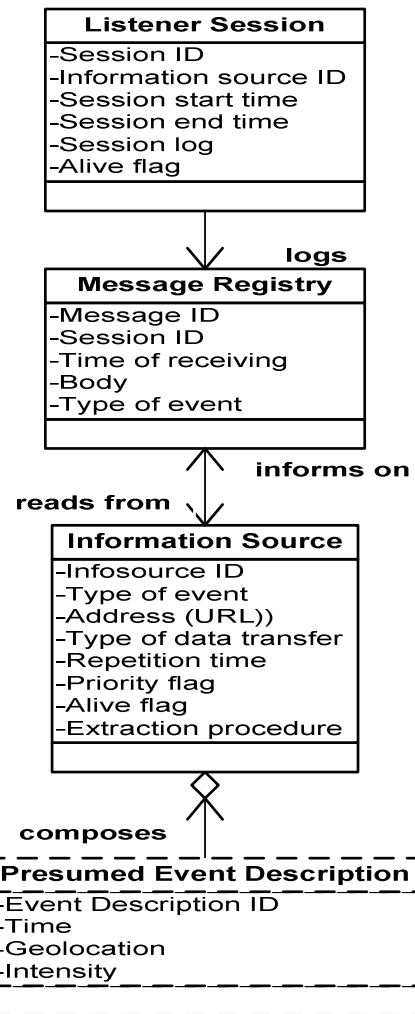 Listener Session
-Session ID
-Information source ID
-Session start time
-Session end time
-Session log
-Alive flag
logs
Message Registry
-Message ID
-Session ID
-Time of receiving
-Body
-Type of event
informs on
reads from
Information Source
-Infosource ID
-Type of event
-Address (URL))
-Type of data transfer
-Repetition time
-Priority flag
-Alive flag
-Extraction procedure
composes
Presumed Event Description
-Event Description ID
-Time
-Geolocation
-Intensity